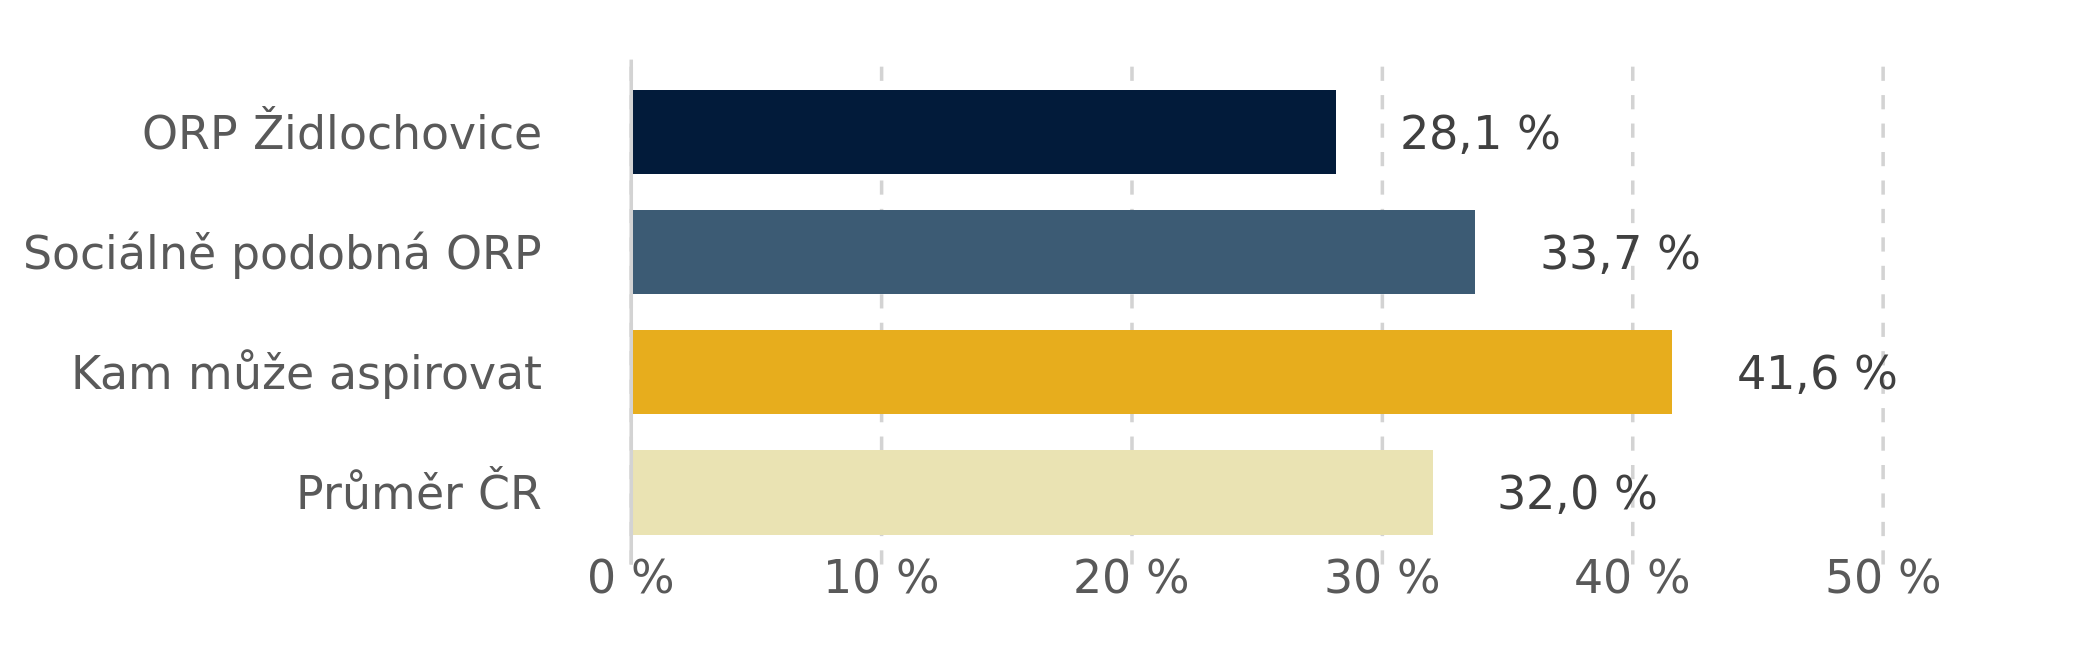 ORP Židlochovice 28,1 %
Sociálně podobná ORP 33,7 %
Kam může aspirovat 41,6 %
Průměr ČR 32,0 %
0 % 10 % 20 % 30 % 40 % 50 %